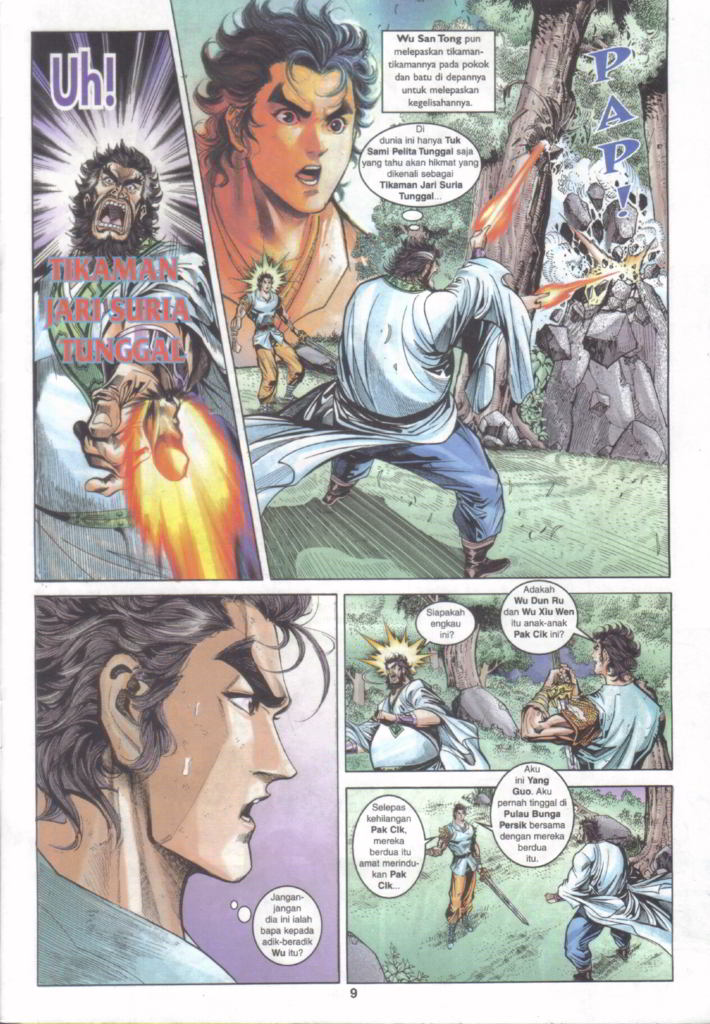 Uh!
TIKAMAN
JARI SURIA
TUNGGAL
Wu San Tong pun
melepaskan tikaman-
tikamannya pada pokok
dan batu di depannya
untuk melepaskan
kegelisahannya.
Di
dunia ini hanya Tuk
Sami Pelita Tunggal saja
yang tahu akan hikmat yang
dikenali sebagai
Tikaman Jari Suria
Tunggal...
PAP!
Jangan-
jangan
dia ini ialah
bapa kepada
adik-beradik
Wu itu?
Siapakah
engkau
ini?
Adakah
Wu Dun Ru
dan Wu Xiu Wen
itu anak-anak
Pak Cik ini?
Selepas
kehilangan
Pak Cik,
mereka
berdua itu
amat merindu-
kan Pak
Cik...
Aku
ini Yang
Guo. Aku
pernah tinggal di
Pulau Bunga
Persik bersama
dengan mereka
berdua
itu.
9